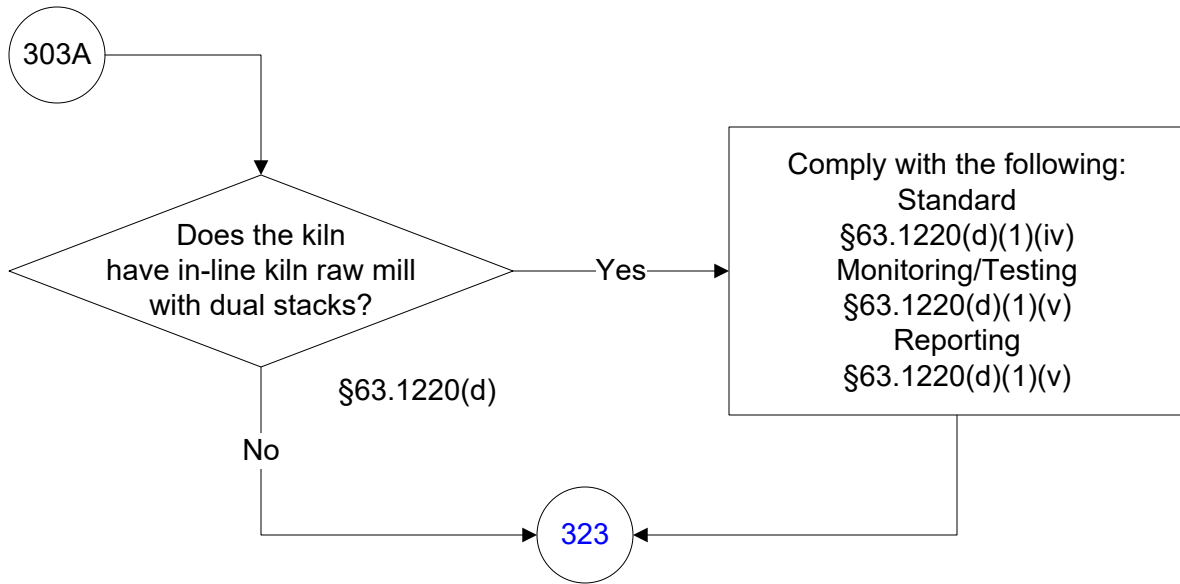 303A
Does the kiln
have in-line kiln raw mill
with dual stacks?
Yes
Comply with the following:
Standard
§63.1220(d)(1)(iv)
Monitoring/Testing
§63.1220(d)(1)(v)
Reporting
§63.1220(d)(1)(v)
§63.1220(d)
No
323